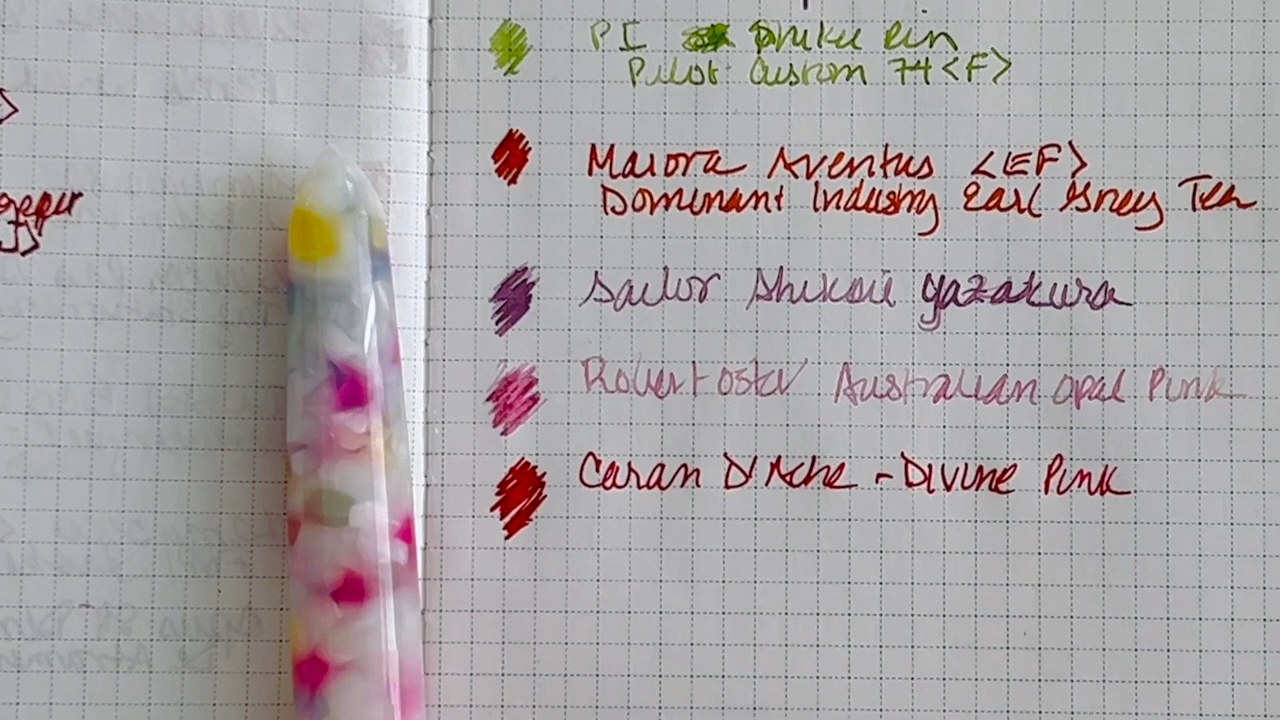 PI
Pilot Custom 74 <F>
Maiora Aventus <EF>
Dominant Industry Earl Grey Tea
Sailor Shikori yozakura
Robert oster Australian opal Pink
Caran D'Ache - Divine Pink